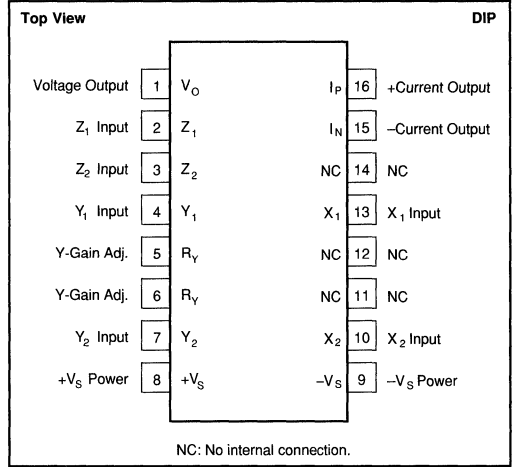 Top View DIP
Voltage Output 1 V_O I_P 16 +Current Output
Z_1 Input 2 Z_1 I_N 15 –Current Output
Z_2 Input 3 Z_2 NC 14 NC
Y_1 Input 4 Y_1 X_1 13 X_1 Input
Y-Gain Adj. 5 R_Y NC 12 NC
Y-Gain Adj. 6 R_Y NC 11 NC
Y_2 Input 7 Y_2 X_2 10 X_2 Input
+V_S Power 8 +V_S –V_S 9 –V_S Power
NC: No internal connection.